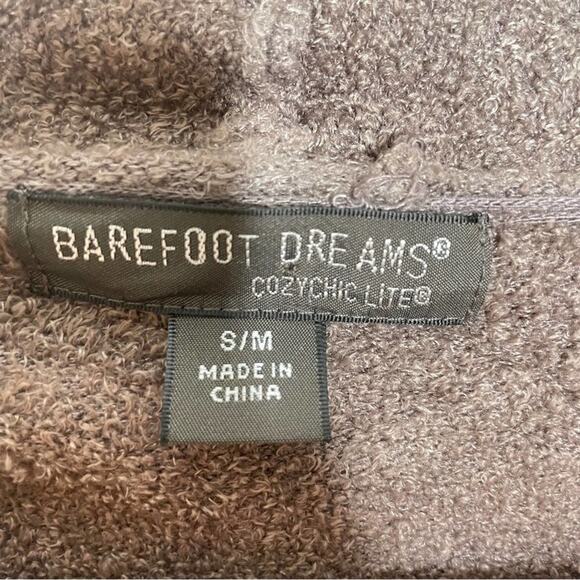 BAREFOOT DREAMS®
COZYCHIC LITE®
S/M
MADE IN
CHINA